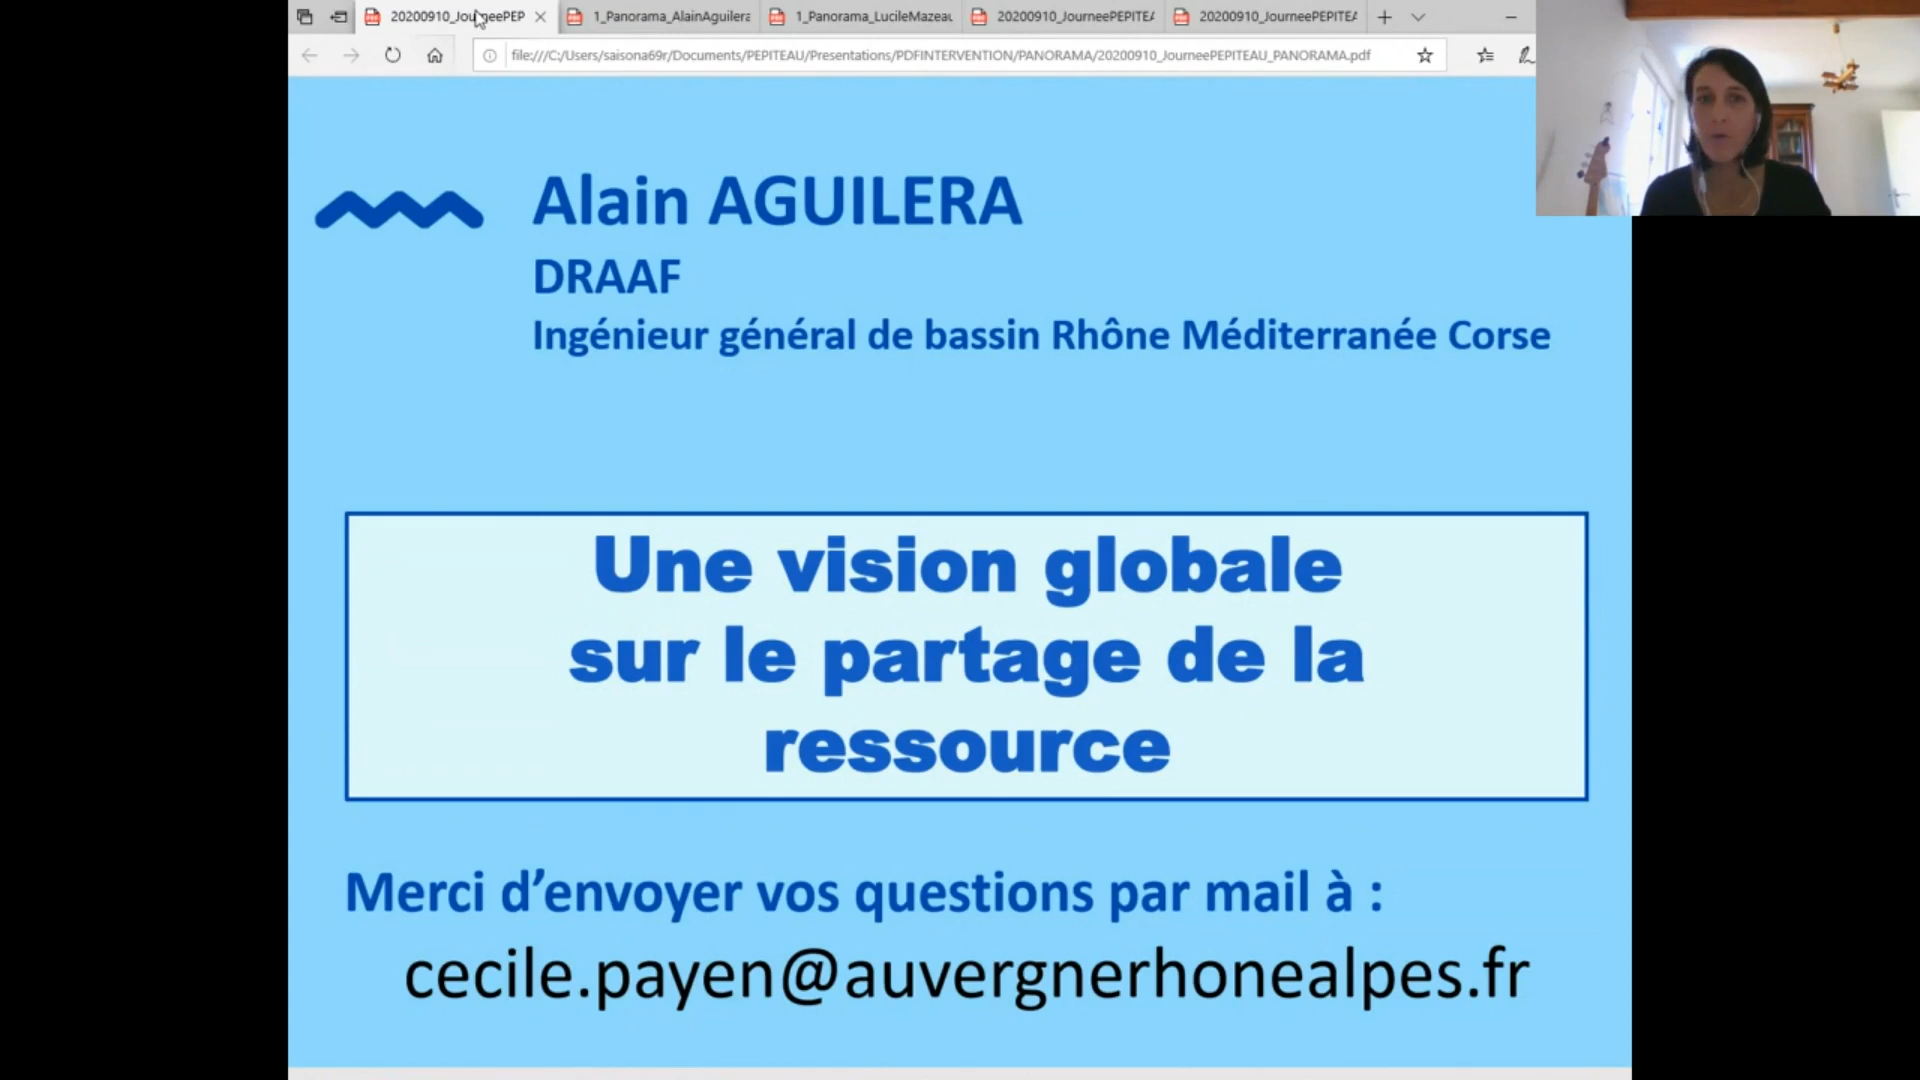 20200910_JourneePEP
1_Panorama_AlainAguilera
1_Panorama_LucileMazeau
20200910_JourneePEPITEA
20200910_JourneePEPITEA
file:///C:/Users/saisona69r/Documents/PEPITEAU/Presentations/PDFINTERVENTION/PANORAMA/20200910_JourneePEPITEAU_PANORAMA.pdf
Alain AGUILERA
DRAAF
Ingénieur général de bassin Rhône Méditerranée Corse
Une vision globale
sur le partage de la
ressource
Merci d’envoyer vos questions par mail à :
cecile.payen@auvergnerhonealpes.fr